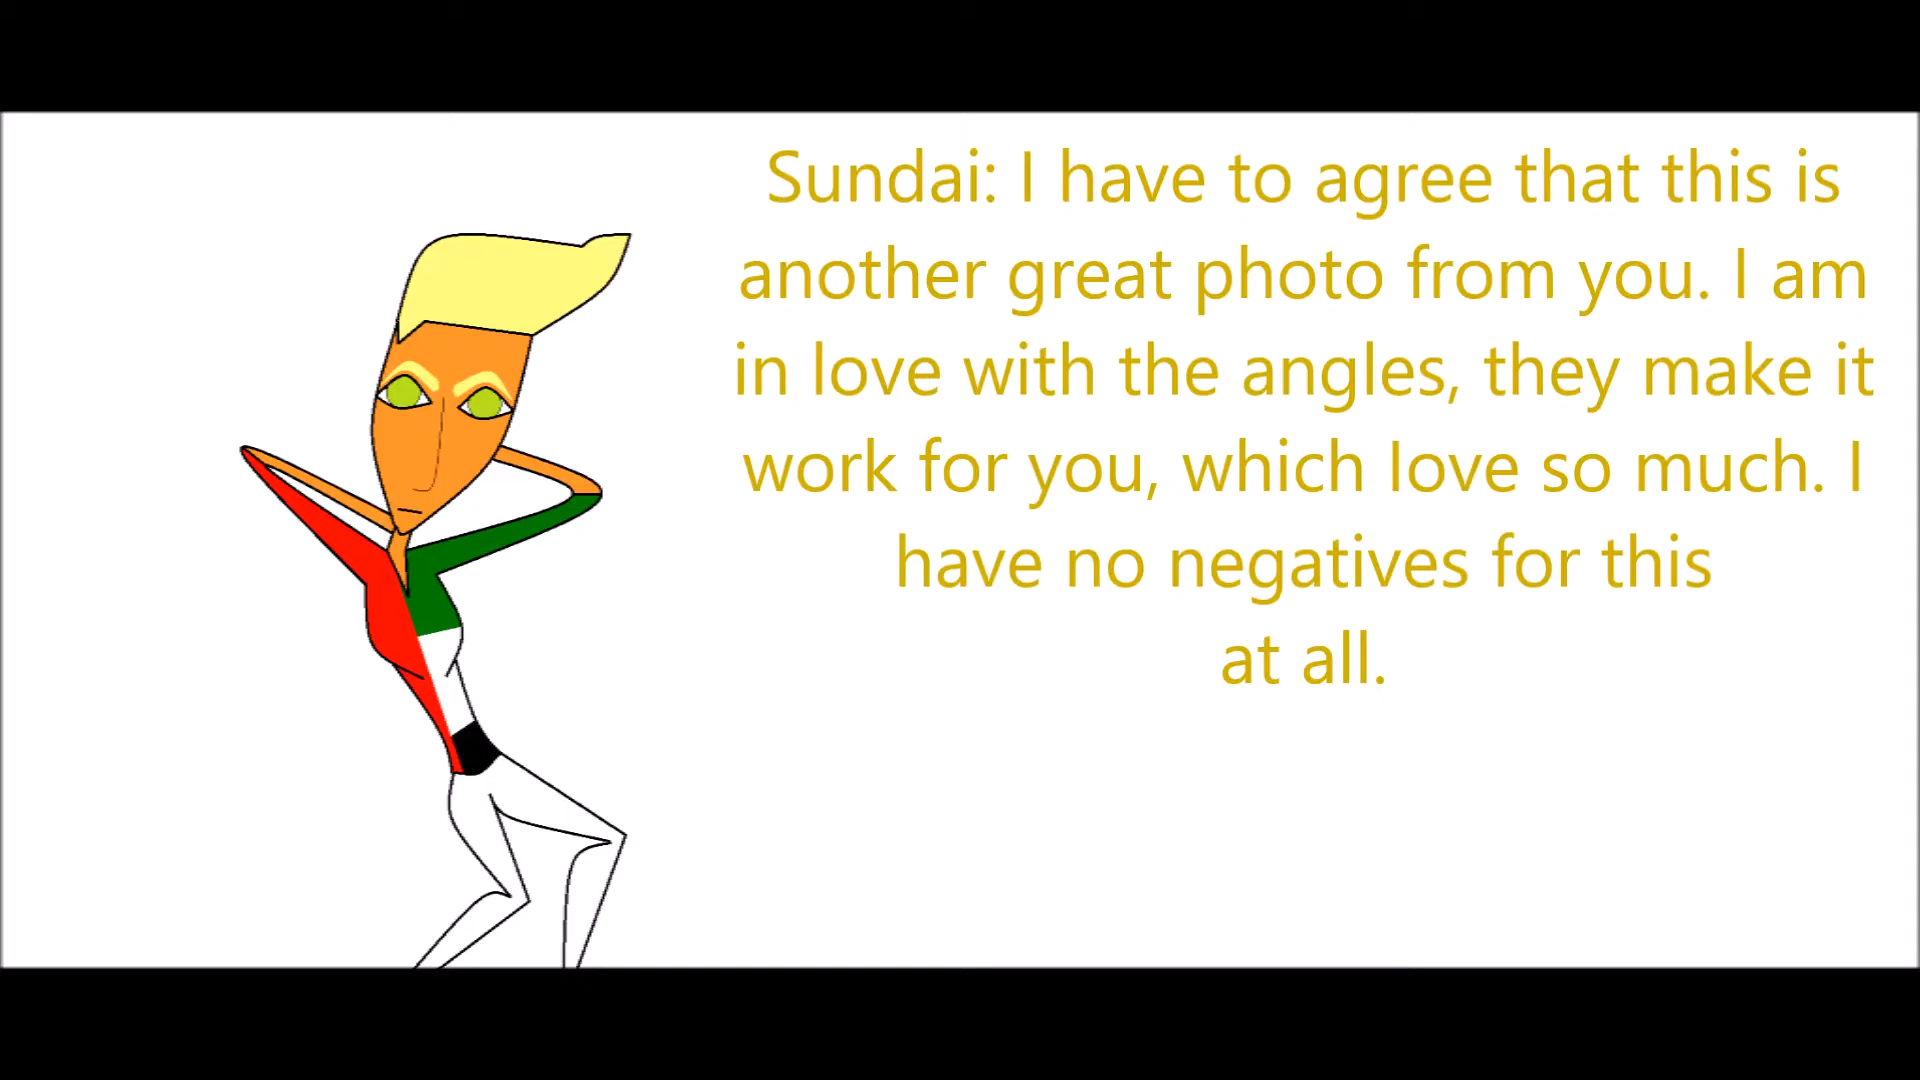 Sundai: I have to agree that this is
another great photo from you. I am
in love with the angles, they make it
work for you, which love so much. I
have no negatives for this
at all.